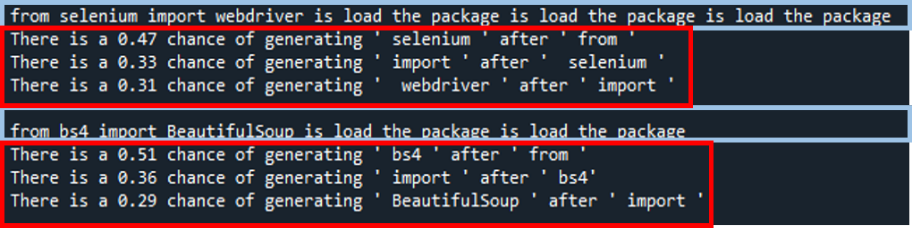 from selenium import webdriver is load the package is load the package is load the package
There is a 0.47 chance of generating ' selenium ' after ' from '
There is a 0.33 chance of generating ' import ' after '  selenium '
There is a 0.31 chance of generating '  webdriver ' after ' import '
from bs4 import BeautifulSoup is load the package is load the package
There is a 0.51 chance of generating ' bs4 ' after ' from '
There is a 0.36 chance of generating ' import ' after ' bs4'
There is a 0.29 chance of generating ' BeautifulSoup ' after ' import '